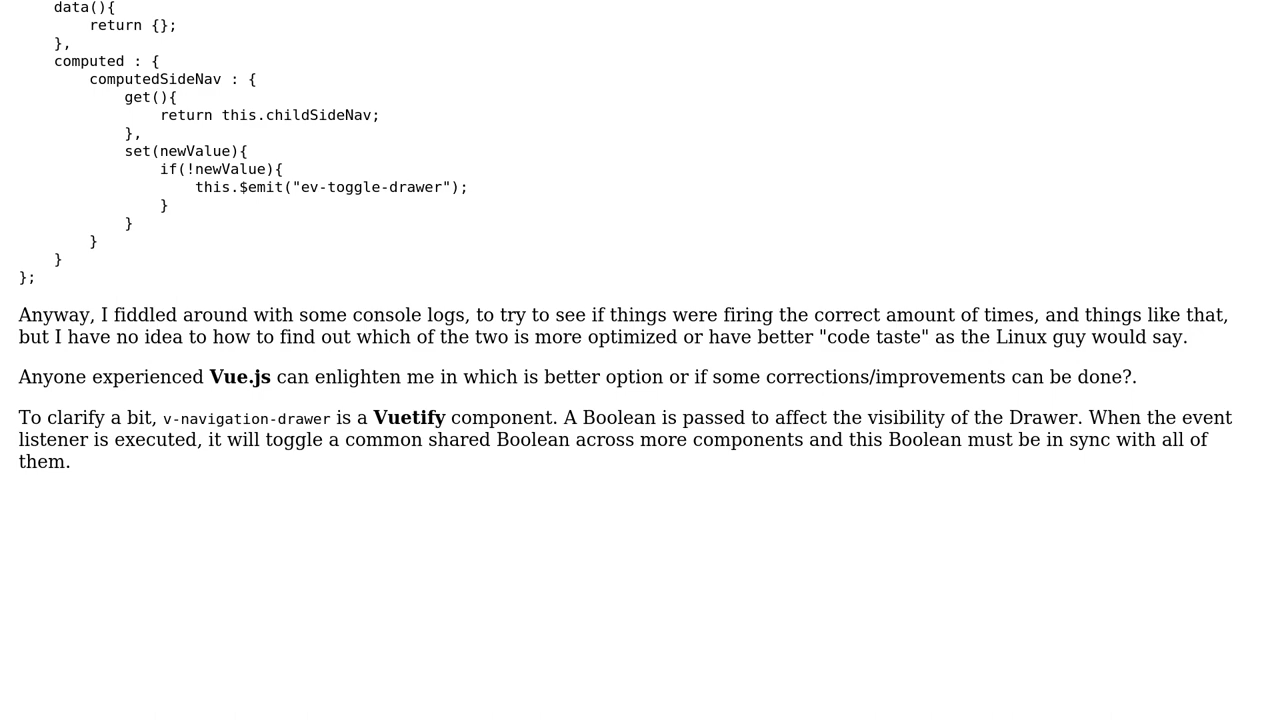 data(){
        return {};
    },
    computed : {
        computedSideNav : {
            get(){
                return this.childSideNav;
            },
            set(newValue){
                if(!newValue){
                    this.$emit("ev-toggle-drawer");
                }
            }
        }
    }
};
Anyway, I fiddled around with some console logs, to try to see if things were firing the correct amount of times, and things like that,
but I have no idea to how to find out which of the two is more optimized or have better "code taste" as the Linux guy would say.
Anyone experienced Vue.js can enlighten me in which is better option or if some corrections/improvements can be done?.
To clarify a bit, v-navigation-drawer is a Vuetify component. A Boolean is passed to affect the visibility of the Drawer. When the event
listener is executed, it will toggle a common shared Boolean across more components and this Boolean must be in sync with all of
them.